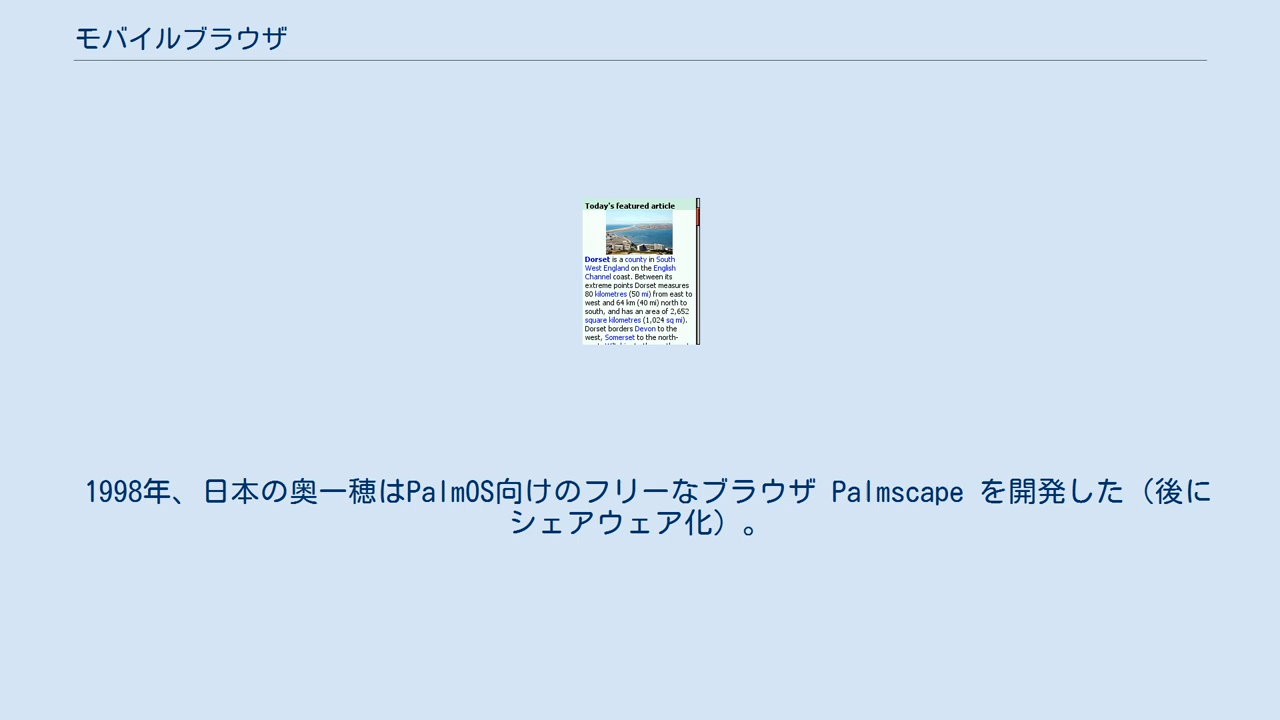 モバイルブラウザ
Today's featured article
Dorset is a county in South
West England on the English
Channel coast. Between its
extreme points Dorset measures
80 kilometres (50 mi) from east to
west and 64 km (40 mi) north to
south, and has an area of 2,652
square kilometres (1,024 sq mi).
Dorset borders Devon to the
west, Somerset to the north-
1998年、日本の奥一穂はPalmOS向けのフリーなブラウザ Palmscape を開発した（後に
シェアウェア化）。